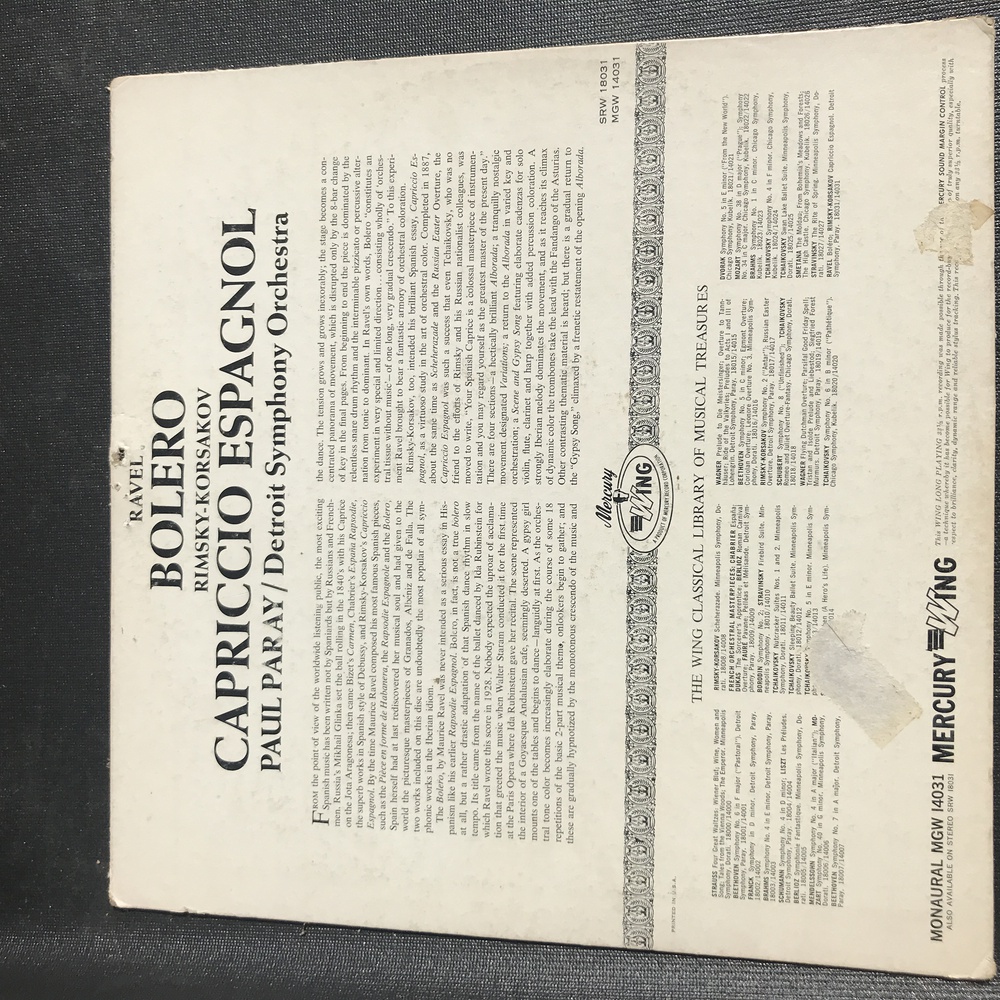 RAVEL
BOLERO
RIMSKY-KORSAKOV
CAPRICCIO ESPAGNOL
PAUL PARAY / Detroit Symphony Orchestra
FROM the point of view of the worldwide listening public, the most exciting
Spanish music has been written not by Spaniards but by Russians and French-
men. Russia's Mikhail Glinka set the ball rolling in the 1840's with his Caprice
on the Jota Aragonesa; then came Bizet's Carmen, Chabrier's España Rapsodie,
the superb works in Spanish style of Debussy, and Rimsky-Korsakov's Capriccio
Espagnol. By the time Maurice Ravel composed his most famous Spanish pieces,
such as the Pièce en forme de Habanera, the Rapsodie Espagnole and the Bolero,
Spain herself had at last rediscovered her musical soul and had given to the
world the picturesque masterpieces of Granados, Albéniz and de Falla. The
two works included on this disc are undoubtedly the most popular of all sym-
phonic works in the Iberian idiom.
The Bolero, by Maurice Ravel was never intended as a serious essay in His-
panism like his earlier Rapsodie Espagnol. Bolero, in fact, is not a true bolero
at all, but a rather drastic adaptation of that Spanish dance rhythm in slow
tempo. Its title came from the name of the ballet danced by Ida Rubinstein for
which Ravel wrote this score in 1928. Nobody expected the uproar of acclama-
tion that greeted the music when Walter Staram conducted it for the first time
at the Paris Opera where Ida Rubinstein gave her recital. The scene represented
the interior of a Goyaesque Andalusian cafe, seemingly deserted. A gypsy girl
mounts one of the tables and begins to dance—languidly at first. As the orches-
tral tone color becomes increasingly elaborate during the course of some 18
repetitions of the basic 2-part musical theme, onlookers begin to gather; and
these are gradually hypnotized by the monotonous crescendo of the music and
the dance. The tension grows and grows inexorably; the stage becomes a con-
centrated panorama of movement, which is disrupted only by the 8-bar change
of key in the final pages. From beginning to end the piece is dominated by the
relentless snare drum rhythm and the interminable pizzicato or percussive alter-
nation from tonic to dominant. In Ravel's own words, Bolero "constitutes an
experiment in very special and limited direction . . . consisting wholly of 'orches-
tral tissue without music'—of one long, very gradual crescendo." To this experi-
ment Ravel brought to bear a fantastic armory of orchestral coloration.
Rimsky-Korsakov, too, intended his brilliant Spanish essay, Capriccio Es-
pagnol, as a virtuoso study in the art of orchestral color. Completed in 1887,
about the same time as Scheherazade and the Russian Easter Overture, the
Capriccio Espagnol was such a success that even Tchaikovsky, who was no
friend to the efforts of Rimsky and his Russian nationalist colleagues, was
moved to write, "Your Spanish Caprice is a colossal masterpiece of instrumen-
tation and you may regard yourself as the greatest master of the present day."
There are four sections—a hectically brilliant Alborada; a tranquilly nostalgic
movement designated Variations; a return to the Alborada in varied key and
orchestration; a Scene and Gypsy Song featuring elaborate cadenzas for solo
violin, flute, clarinet and harp together with added percussion coloration. A
strongly Iberian melody dominates the movement, and as it reaches its climax
of dynamic color the trombones take the lead with the Fandango of the Asturias.
Other contrasting thematic material is heard; but there is a gradual return to
the "Gypsy Song," climaxed by a frenetic restatement of the opening Alborada.
SRW 18031
MGW 14031
Mercury
WING
A PRODUCT OF MERCURY RECORD CORPORATION
PRINTED IN U.S.A.
THE WING CLASSICAL LIBRARY OF MUSICAL TREASURES
STRAUSS Four Great Waltzes: Wiener Blut; Wine, Women and
Song; Tales from the Vienna Woods; The Emperor. Minneapolis
Symphony, Dorati. 18000/14000
BEETHOVEN Symphony No. 6 in F major ("Pastoral"). Detroit
Symphony, Paray. 18001/14001
FRANCK Symphony in D minor. Detroit Symphony, Paray.
18002/14002
BRAHMS Symphony No. 4 in E minor. Detroit Symphony, Paray.
18003/14003
SCHUMANN Symphony No. 4 in D minor; LISZT Les Préludes.
Detroit Symphony, Paray. 18004/14004
BERLIOZ Symphonie Fantastique. Minneapolis Symphony, Do-
rati. 18005/14005
MENDELSSOHN Symphony No. 4 in A major ("Italian"); MO-
ZART Symphony No. 40 in G minor. Minneapolis Symphony,
Dorati. 18006/14006
BEETHOVEN Symphony No. 7 in A major. Detroit Symphony,
Paray. 18007/14007
RIMSKY-KORSAKOV Scheherazade. Minneapolis Symphony, Do-
rati. 18008/14008
FRENCH ORCHESTRAL MASTERPIECES: CHABRIER España;
DUKAS The Sorcerer's Apprentice; BERLIOZ Roman Carnival
Overture; FAURÉ Pavane; Pelléas et Mélisande. Detroit Sym-
phony, Paray. 18009/14009
BORODIN Symphony No. 2; STRAVINSKY Firebird Suite. Min-
neapolis Symphony, Dorati. 18010/14010
TCHAIKOVSKY Nutcracker Suites Nos. 1 and 2. Minneapolis
Symphony, Dorati. 18011/14011
TCHAIKOVSKY Sleeping Beauty Ballet Suite. Minneapolis Sym-
phony, Dorati. 18012/14012
TCHAIKOVSKY Symphony No. 5 in E minor. Minneapolis Sym-
phony, /14013
(A Hero's Life). Minneapolis Sym-
014
WAGNER Prelude to Die Meistersinger; Overture to Tann-
häuser; Ride of the Valkyries; Preludes to Acts I and III of
Lohengrin. Detroit Symphony, Paray. 18015/14015
BEETHOVEN Symphony No. 5 in C minor; Egmont Overture;
Coriolan Overture; Leonore Overture No. 3. Minneapolis Sym-
phony, Dorati. 18016/14016
RIMSKY-KORSAKOV Symphony No. 2 ("Antar"); Russian Easter
Overture. Detroit Symphony, Paray. 18017/14017
SCHUBERT Symphony No. 8 ("Unfinished"); TCHAIKOVSKY
Romeo and Juliet Overture-Fantasy. Chicago Symphony, Dorati.
18018/14018
WAGNER Flying Dutchman Overture; Parsifal Good Friday Spell;
Tristan and Isolde Prelude and Liebestod; Siegfried Forest
Murmurs. Detroit Symphony, Paray. 18019/14019
TCHAIKOVSKY Symphony No. 6 in B minor ("Pathétique").
Chicago Symphony, Kubelik. 18020/14020
DVORAK Symphony No. 5 in E minor ("From the New World").
Chicago Symphony, Kubelik. 18021/14021
MOZART Symphony No. 38 in D major ("Prague"); Symphony
No. 34 in C major. Chicago Symphony, Kubelik. 18022/14022
BRAHMS Symphony No. 1 in C minor. Chicago Symphony,
Kubelik. 18023/14023
TCHAIKOVSKY Symphony No. 4 in F minor. Chicago Symphony,
Kubelik. 18024/14024
TCHAIKOVSKY Swan Lake Ballet Suite. Minneapolis Symphony,
Dorati. 18025/14025
SMETANA The Moldau; From Bohemia's Meadows and Forests;
The High Castle. Chicago Symphony, Kubelik. 18026/14026
STRAVINSKY The Rite of Spring. Minneapolis Symphony, Do-
rati. 18027/14027
RAVEL Boléro; RIMSKY-KORSAKOV Capriccio Espagnol. Detroit
Symphony, Paray. 18031/14031
MONAURAL MGW 14031
ALSO AVAILABLE ON STEREO SRW 18031
MERCURY WING
This WING LONG PLAYING 33⅓ r.p.m. recording was made possible through the use of the MERCURY SOUND MARGIN CONTROL process
—a technique whereby it has become possible for Wing to produce for the record-buy of truly superior quality, especially with
respect to brilliance, clarity, dynamic range and reliable stylus tracking. This reco on any 33⅓ r.p.m. turntable.